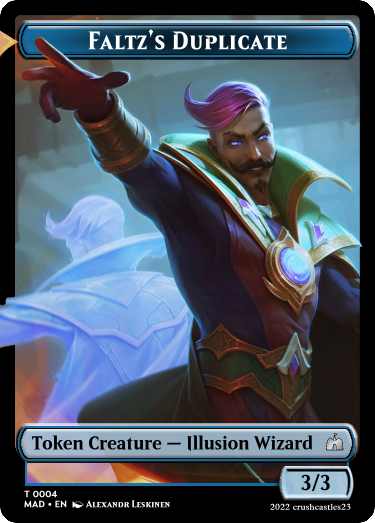 Faltz's Duplicate
Token Creature — Illusion Wizard
3/3
T 0004
MAD • EN Alexandr Leskinen
2022 crushcastles23